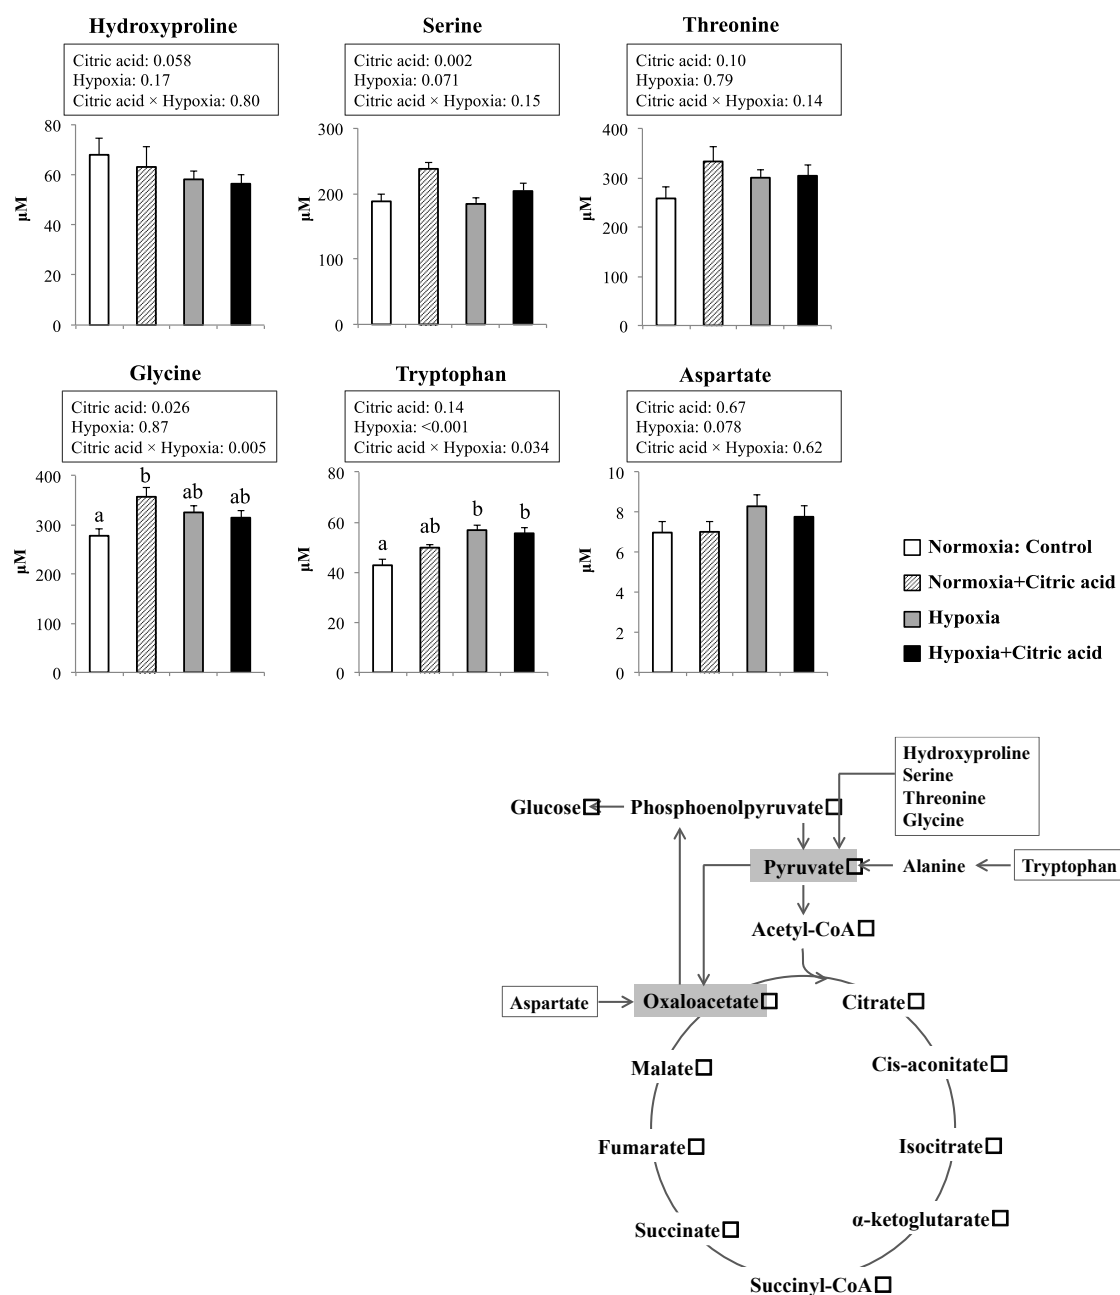 Hydroxyproline
Citric acid: 0.058
Hypoxia: 0.17
Citric acid × Hypoxia: 0.80
80
60
40
20
0
µM
Serine
Citric acid: 0.002
Hypoxia: 0.071
Citric acid × Hypoxia: 0.15
300
200
100
0
µM
Threonine
Citric acid: 0.10
Hypoxia: 0.79
Citric acid × Hypoxia: 0.14
400
300
200
100
0
µM
Glycine
Citric acid: 0.026
Hypoxia: 0.87
Citric acid × Hypoxia: 0.005
400
300
200
100
0
µM
a
b
ab
ab
Tryptophan
Citric acid: 0.14
Hypoxia: <0.001
Citric acid × Hypoxia: 0.034
80
60
40
20
0
µM
a
ab
b
b
Aspartate
Citric acid: 0.67
Hypoxia: 0.078
Citric acid × Hypoxia: 0.62
10
8
6
4
2
0
µM
Normoxia: Control
Normoxia+Citric acid
Hypoxia
Hypoxia+Citric acid
Hydroxyproline
Serine
Threonine
Glycine
Glucose
Phosphoenolpyruvate
Pyruvate
Alanine
Tryptophan
Acetyl-CoA
Aspartate
Oxaloacetate
Citrate
Malate
Cis-aconitate
Fumarate
Isocitrate
Succinate
α-ketoglutarate
Succinyl-CoA